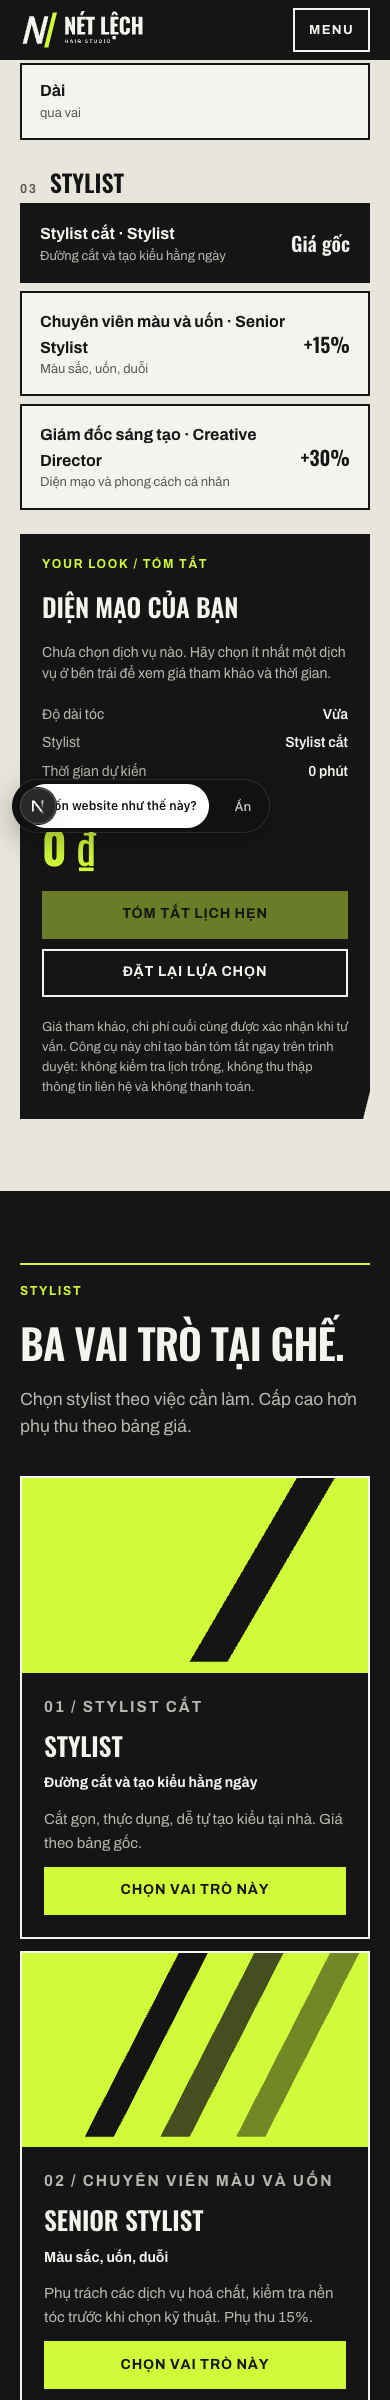 NÉT LỆCH
HAIR STUDIO
MENU
Dài
qua vai
03 STYLIST
Stylist cắt · Stylist
Đường cắt và tạo kiểu hằng ngày
Giá gốc
Chuyên viên màu và uốn · Senior
Stylist
Màu sắc, uốn, duỗi
+15%
Giám đốc sáng tạo · Creative
Director
Diện mạo và phong cách cá nhân
+30%
YOUR LOOK / TÓM TẮT
DIỆN MẠO CỦA BẠN
Chưa chọn dịch vụ nào. Hãy chọn ít nhất một dịch
vụ ở bên trái để xem giá tham khảo và thời gian.
Độ dài tóc Vừa
Stylist Stylist cắt
Thời gian dự kiến 0 phút
website như thế này? Ẩn
0 ₫
TÓM TẮT LỊCH HẸN
ĐẶT LẠI LỰA CHỌN
Giá tham khảo, chi phí cuối cùng được xác nhận khi tư
vấn. Công cụ này chỉ tạo bản tóm tắt ngay trên trình
duyệt: không kiểm tra lịch trống, không thu thập
thông tin liên hệ và không thanh toán.
STYLIST
BA VAI TRÒ TẠI GHẾ.
Chọn stylist theo việc cần làm. Cấp cao hơn
phụ thu theo bảng giá.
01 / STYLIST CẮT
STYLIST
Đường cắt và tạo kiểu hằng ngày
Cắt gọn, thực dụng, dễ tự tạo kiểu tại nhà. Giá
theo bảng gốc.
CHỌN VAI TRÒ NÀY
02 / CHUYÊN VIÊN MÀU VÀ UỐN
SENIOR STYLIST
Màu sắc, uốn, duỗi
Phụ trách các dịch vụ hoá chất, kiểm tra nền
tóc trước khi chọn kỹ thuật. Phụ thu 15%.
CHỌN VAI TRÒ NÀY